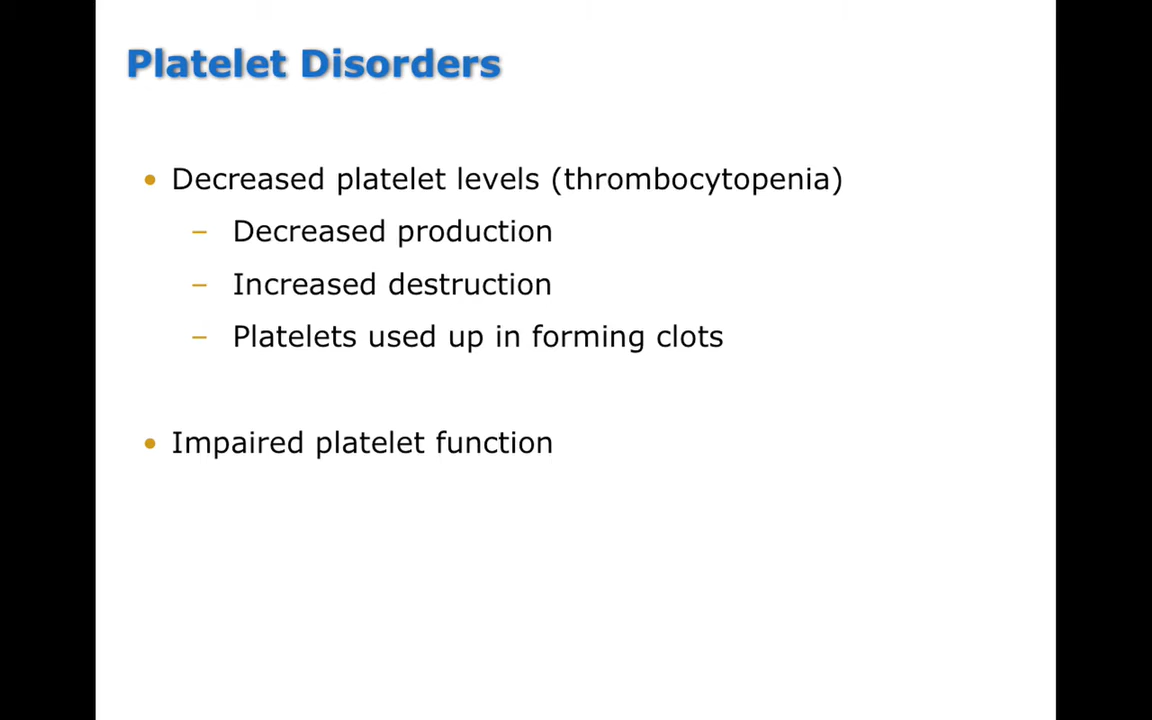 Platelet Disorders
• Decreased platelet levels (thrombocytopenia)
– Decreased production
– Increased destruction
– Platelets used up in forming clots
• Impaired platelet function